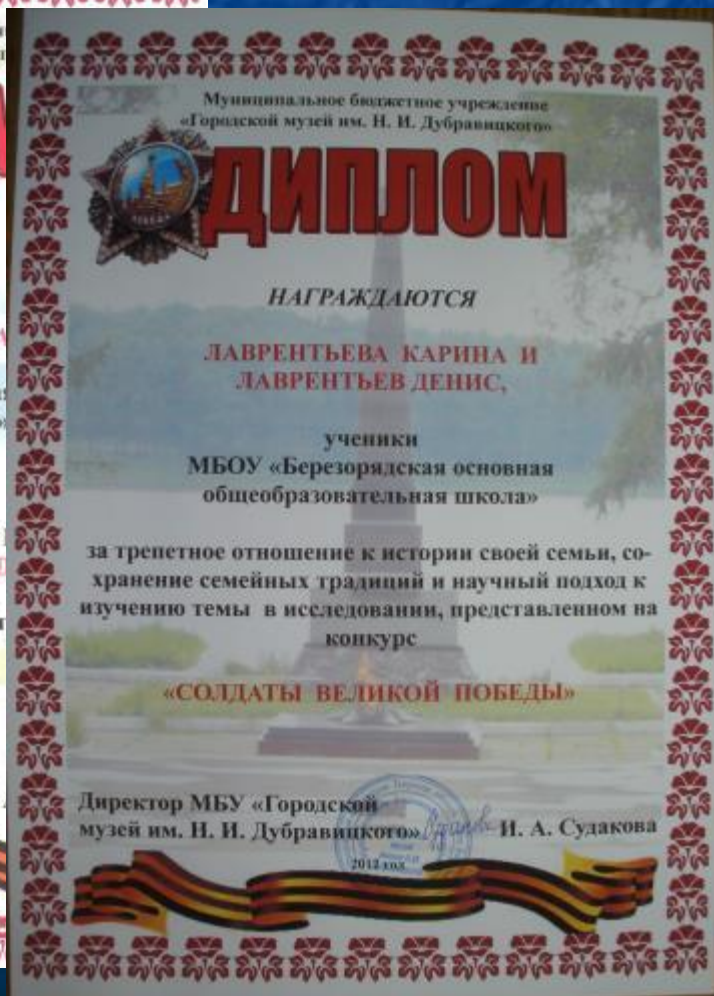 Муниципальное бюджетное учреждение
«Городской музей им. Н. И. Дубравицкого»
ДИПЛОМ
ПОБЕДА
НАГРАЖДАЮТСЯ
ЛАВРЕНТЬЕВА КАРИНА И
ЛАВРЕНТЬЕВ ДЕНИС,
ученики
МБОУ «Березорядская основная
общеобразовательная школа»
за трепетное отношение к истории своей семьи, со-
хранение семейных традиций и научный подход к
изучению темы в исследовании, представленном на
конкурс
«СОЛДАТЫ ВЕЛИКОЙ ПОБЕДЫ»
Директор МБУ «Городской
музей им. Н. И. Дубравицкого» И. А. Судакова
2012 год